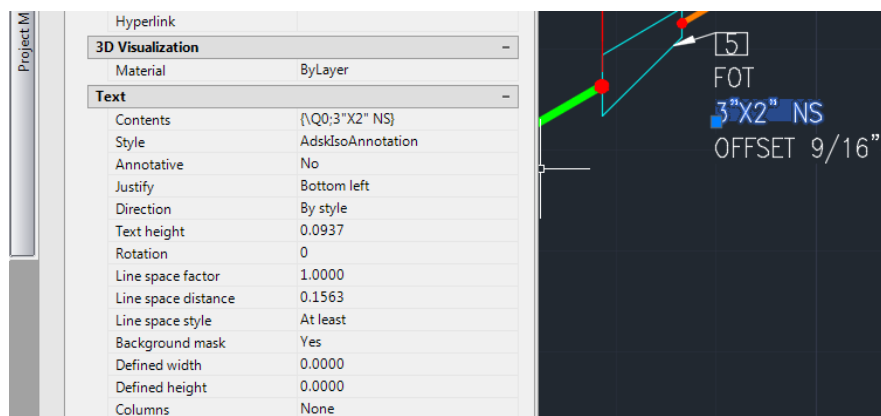 Project M
Hyperlink
3D Visualization
Material ByLayer
Text
Contents {\Q0;3"X2" NS}
Style AdskIsoAnnotation
Annotative No
Justify Bottom left
Direction By style
Text height 0.0937
Rotation 0
Line space factor 1.0000
Line space distance 0.1563
Line space style At least
Background mask Yes
Defined width 0.0000
Defined height 0.0000
Columns None
5
FOT
3"X2" NS
OFFSET 9/16"